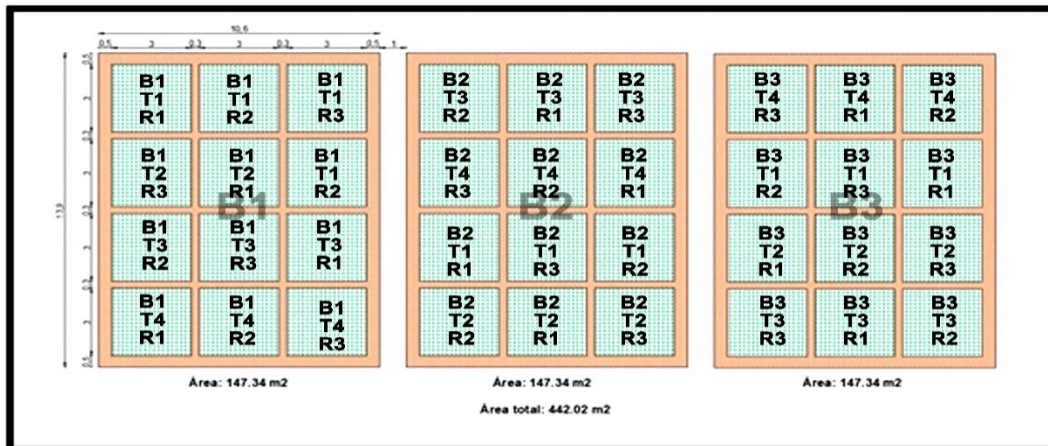 10,6
0,5 3 0,3 3 0,3 3 0,5 1
13,9
B1 B1 B1 B2 B2 B2 B3 B3 B3
T1 T1 T1 T3 T3 T3 T4 T4 T4
R1 R2 R3 R2 R1 R3 R3 R1 R2
B1 B1 B1 B2 B2 B2 B3 B3 B3
T2 T2 T1 T4 T4 T4 T1 T1 T1
R3 R1 R2 R3 R2 R1 R2 R3 R1
B1 B2 B3
B1 B1 B1 B2 B2 B2 B3 B3 B3
T3 T3 T3 T1 T1 T1 T2 T2 T2
R2 R3 R1 R1 R3 R2 R1 R2 R3
B1 B1 B1 B2 B2 B2 B3 B3 B3
T4 T4 T4 T2 T2 T2 T3 T3 T3
R1 R2 R3 R2 R1 R3 R3 R1 R2
Área: 147.34 m2 Área: 147.34 m2 Área: 147.34 m2
Área total: 442.02 m2